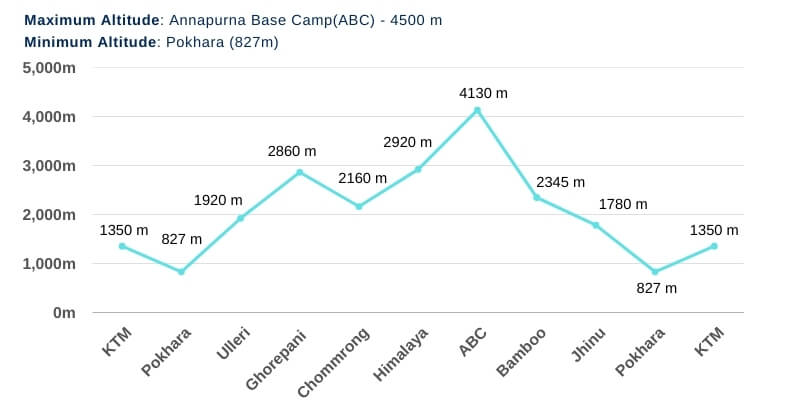 Maximum Altitude: Annapurna Base Camp(ABC) - 4500 m
Minimum Altitude: Pokhara (827m)
5,000m
4130 m
4,000m
2920 m
2860 m
3,000m
2160 m
2345 m
1920 m
1780 m
2,000m
1350 m
827 m
1350 m
1,000m
827 m
0m
KTM
Pokhara
Ulleri
Ghorepani
Chommrong
Himalaya
ABC
Bamboo
Jhinu
Pokhara
KTM